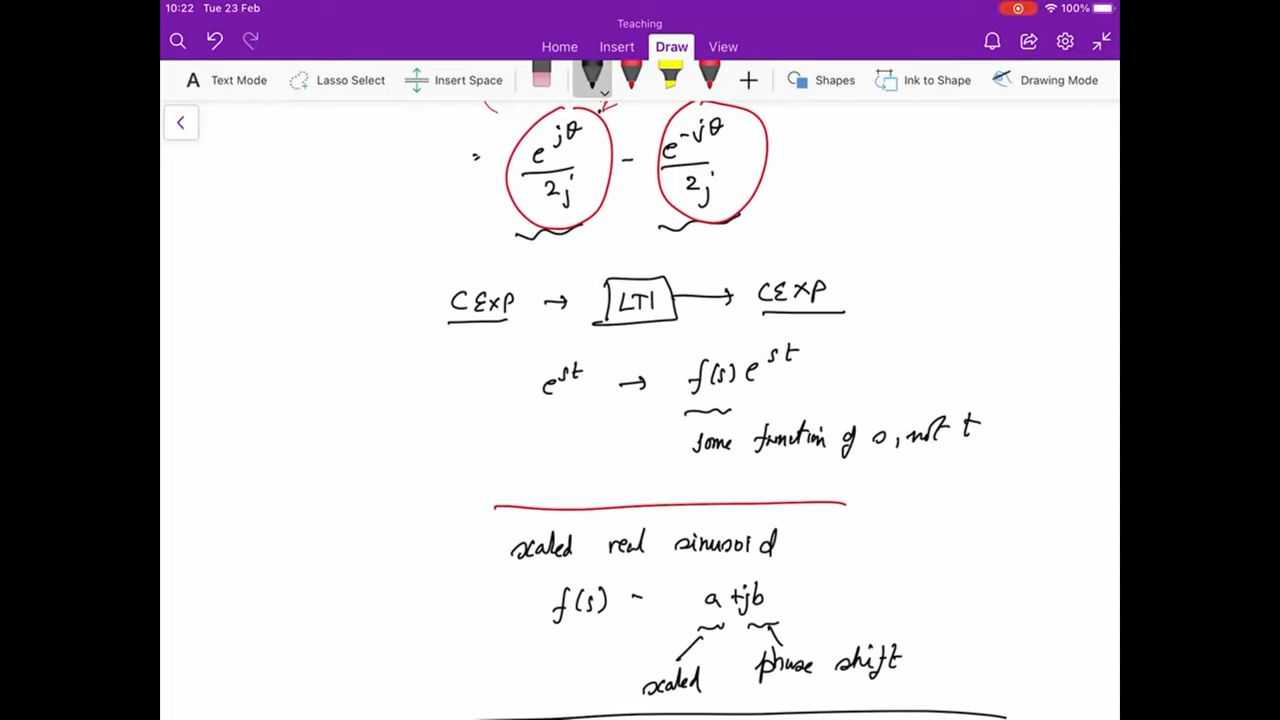 10:22 Tue 23 Feb
100%
Teaching
Home Insert Draw View
A Text Mode Lasso Select Insert Space Shapes Ink to Shape Drawing Mode
= e^{jθ}/2j - e^{-jθ}/2j
CEXP → LTI → CEXP
e^{st} → f(s) e^{st}
some function of s, not t
scaled real sinusoid
f(s) - a + jb
scaled phase shift